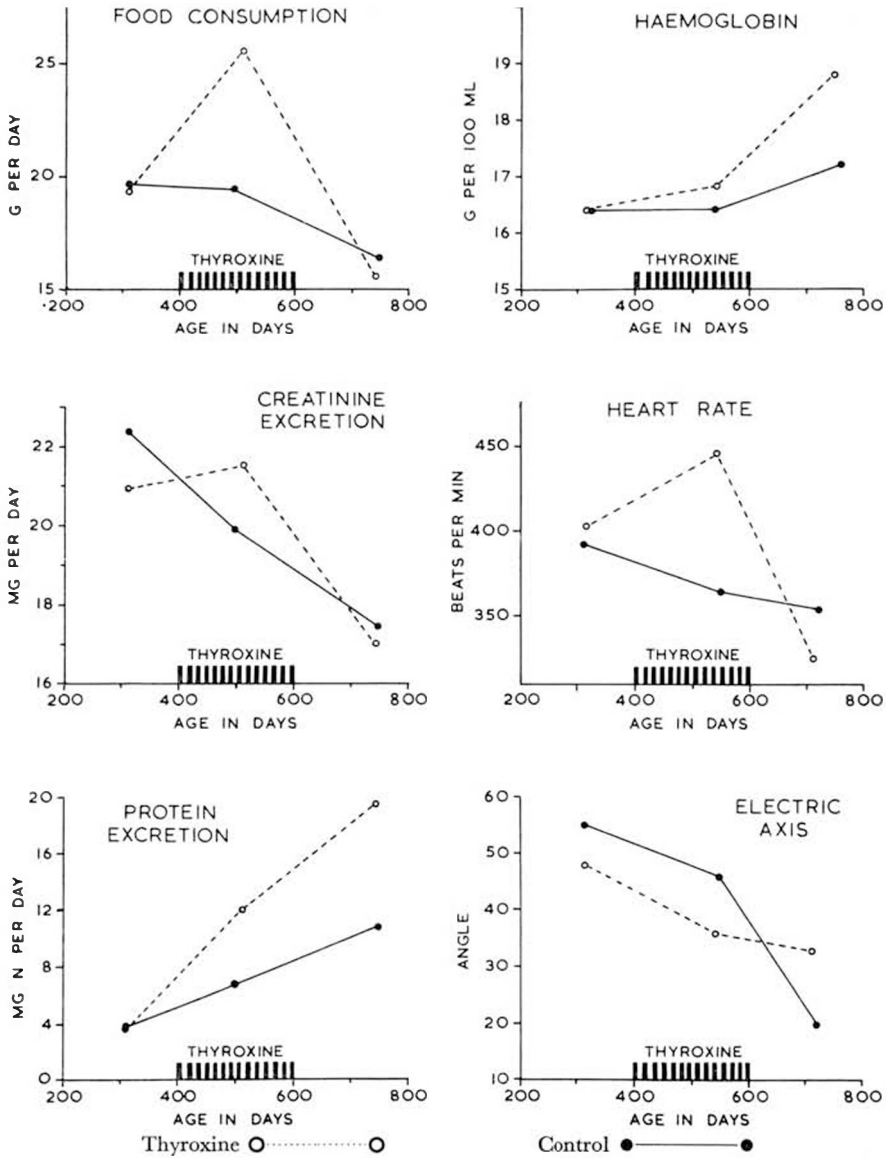 FOOD CONSUMPTION
G PER DAY
25
20
15
THYROXINE
·200 400 600 800
AGE IN DAYS
HAEMOGLOBIN
G PER 100 ML
19
18
17
16
15
THYROXINE
200 400 600 800
AGE IN DAYS
CREATININE
EXCRETION
MG PER DAY
22
20
18
16
THYROXINE
200 400 600 800
AGE IN DAYS
HEART RATE
BEATS PER MIN
450
400
350
THYROXINE
200 400 600 800
AGE IN DAYS
PROTEIN
EXCRETION
MG N PER DAY
20
16
12
8
4
0
THYROXINE
200 400 600 800
AGE IN DAYS
ELECTRIC
AXIS
ANGLE
60
50
40
30
20
10
THYROXINE
200 400 600 800
AGE IN DAYS
Thyroxine
Control